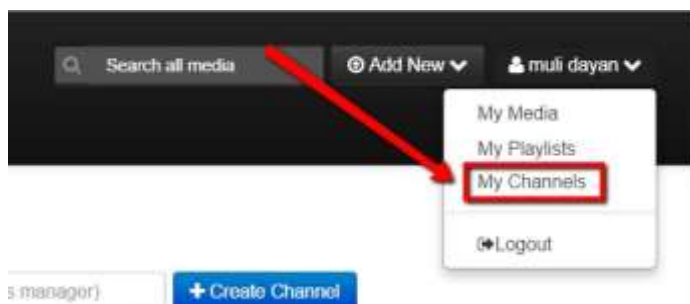 Search all media
Add New
muli dayan
My Media
My Playlists
My Channels
Logout
s manager)
+ Create Channel